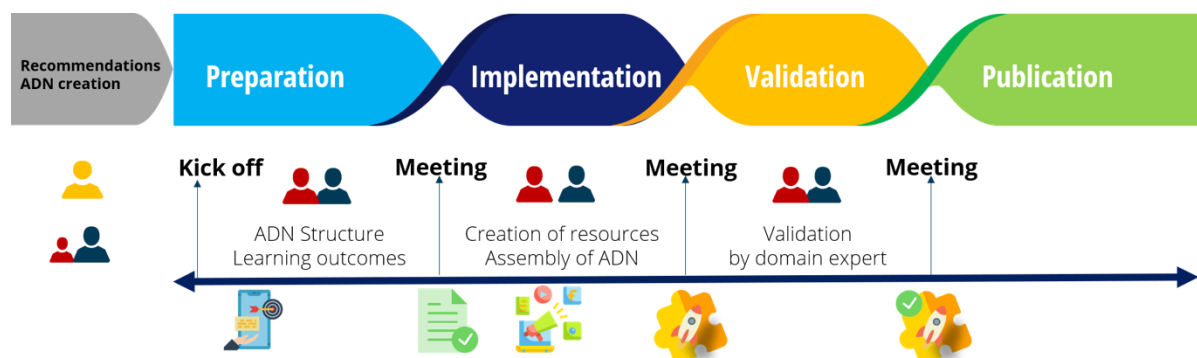 Recommendations
ADN creation
Preparation
Implementation
Validation
Publication
Kick off
Meeting
Meeting
Meeting
ADN Structure
Learning outcomes
Creation of resources
Assembly of ADN
Validation
by domain expert